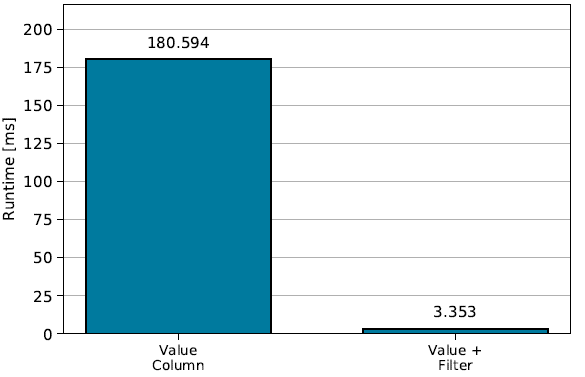 Runtime [ms]
200
175
150
125
100
75
50
25
0
180.594
3.353
Value
Column
Value +
Filter